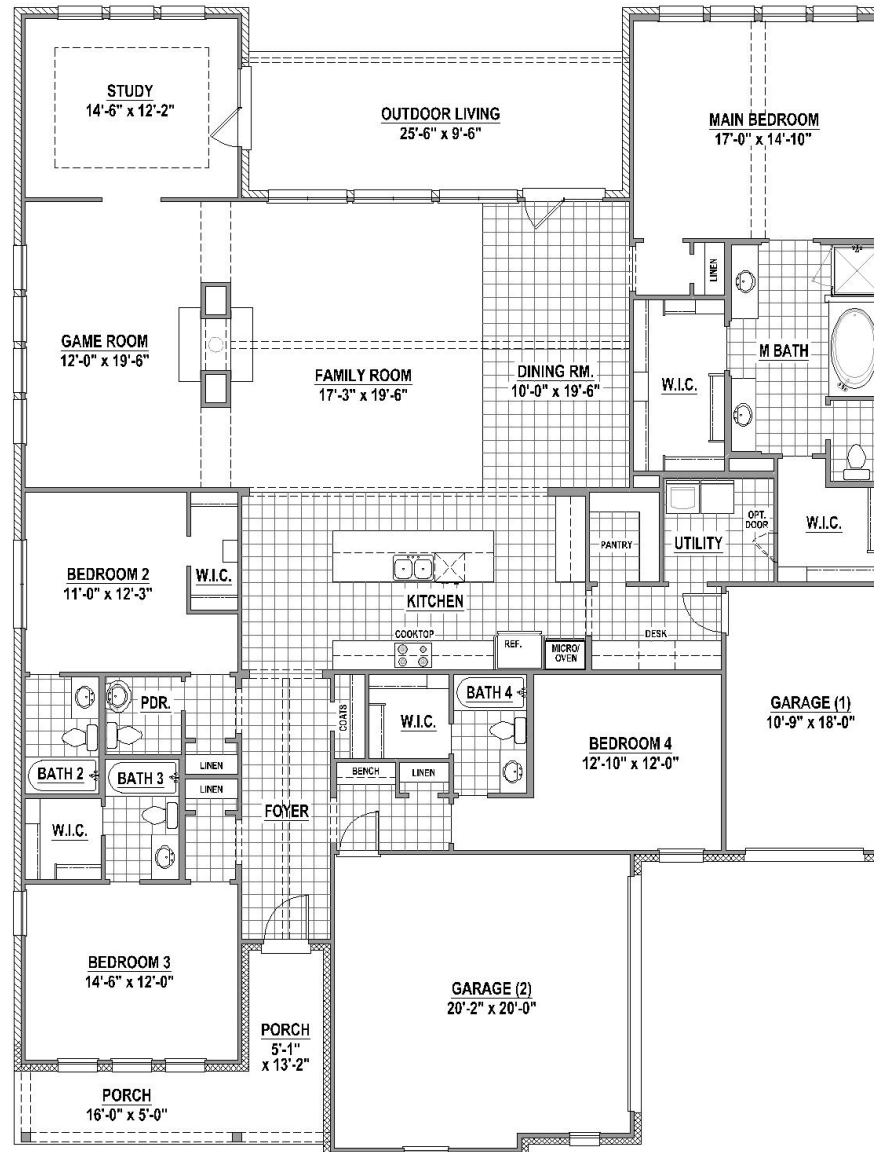 STUDY
14'-6" x 12'-2"
OUTDOOR LIVING
25'-6" x 9'-6"
MAIN BEDROOM
17'-0" x 14'-10"
LINEN
GAME ROOM
12'-0" x 19'-6"
FAMILY ROOM
17'-3" x 19'-6"
DINING RM.
10'-0" x 19'-6"
M BATH
W.I.C.
BEDROOM 2
11'-0" x 12'-3"
W.I.C.
PANTRY
UTILITY
OPT.
DOOR
W.I.C.
KITCHEN
COOKTOP
REF.
MICRO/
OVEN
DESK
PDR.
COATS
W.I.C.
BATH 4
GARAGE (1)
10'-9" x 18'-0"
BEDROOM 4
12'-10" x 12'-0"
BATH 2
BATH 3
LINEN
LINEN
BENCH
LINEN
W.I.C.
FOYER
BEDROOM 3
14'-6" x 12'-0"
GARAGE (2)
20'-2" x 20'-0"
PORCH
5'-1"
x 13'-2"
PORCH
16'-0" x 5'-0"